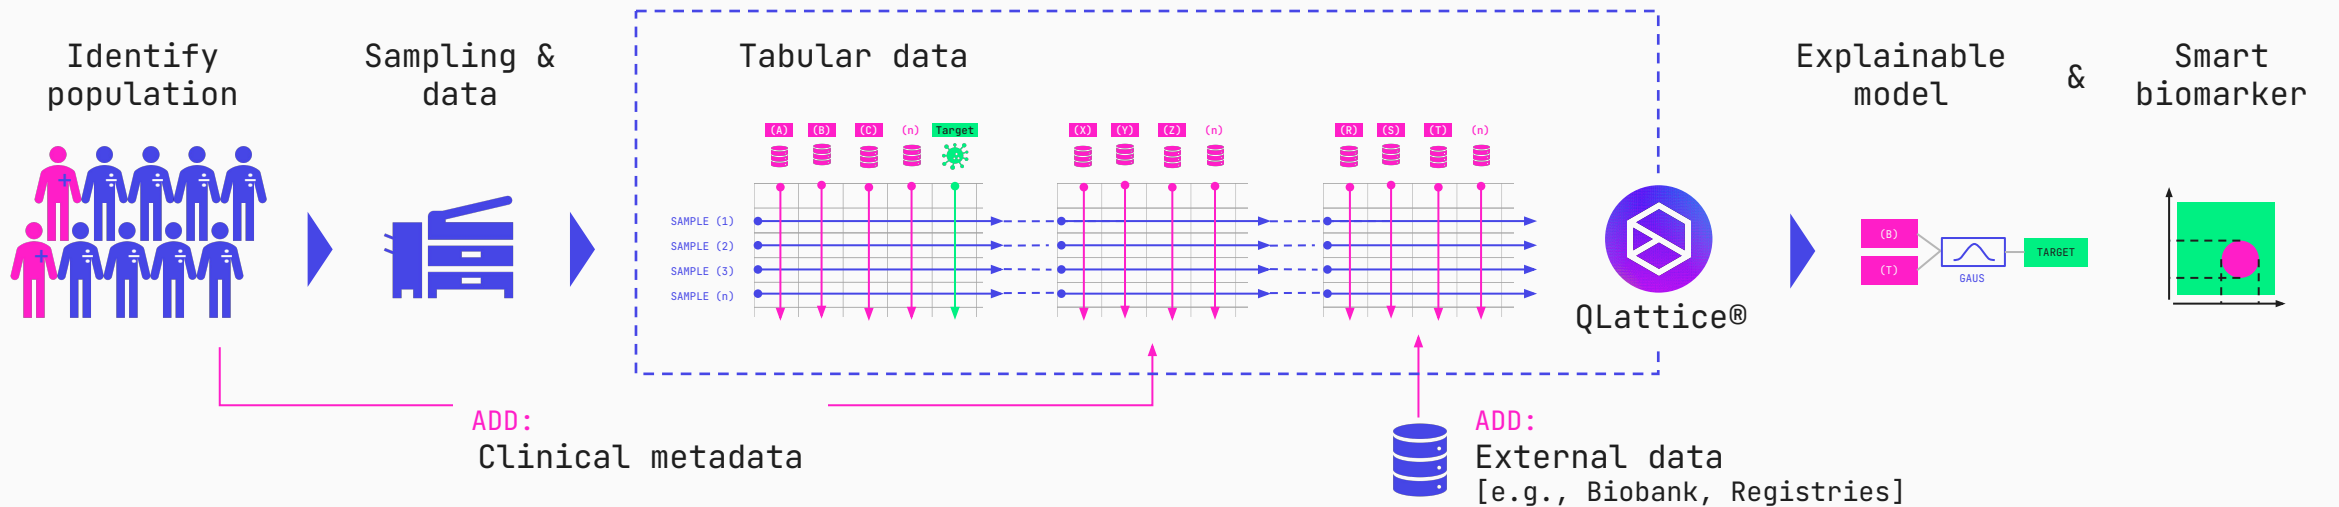 Identify
population
Sampling &
data
Tabular data
(A) (B) (C) (n) Target
(X) (Y) (Z) (n)
(R) (S) (T) (n)
SAMPLE (1)
SAMPLE (2)
SAMPLE (3)
SAMPLE (n)
QLattice®
Explainable
model
&
Smart
biomarker
(B)
(T)
GAUS
TARGET
ADD:
Clinical metadata
ADD:
External data
[e.g., Biobank, Registries]